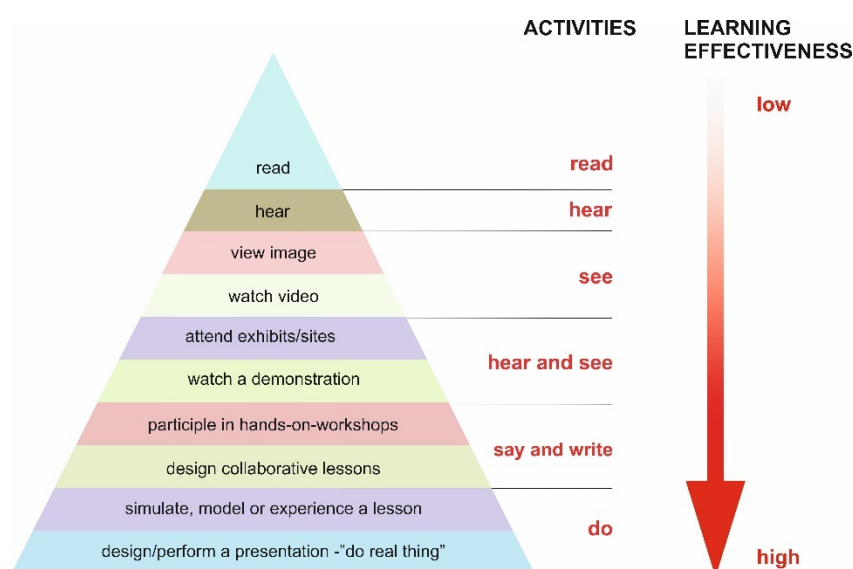 ACTIVITIES
LEARNING
EFFECTIVENESS
low
read
read
hear
hear
view image
see
watch video
attend exhibits/sites
hear and see
watch a demonstration
participle in hands-on-workshops
say and write
design collaborative lessons
simulate, model or experience a lesson
do
design/perform a presentation -"do real thing”
high